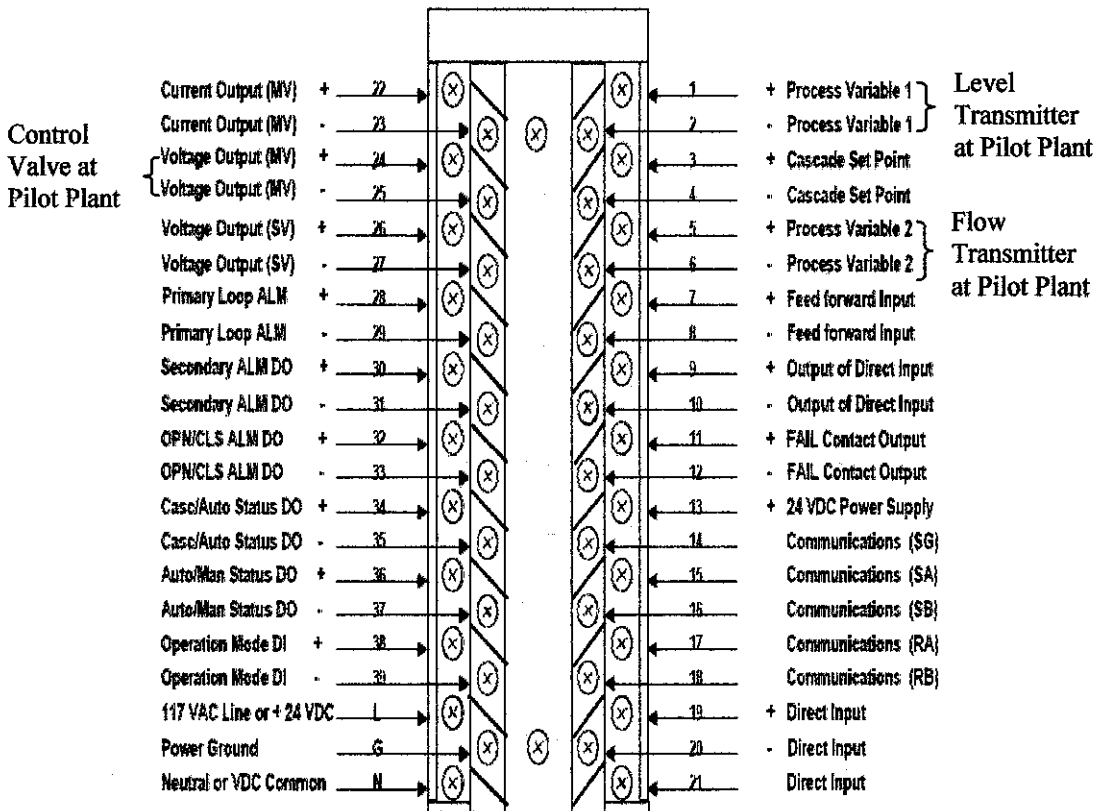 Control
Valve at
Pilot Plant
Current Output (MV) + 22
Current Output (MV) - 23
Voltage Output (MV) + 24
Voltage Output (MV) - 25
Voltage Output (SV) + 26
Voltage Output (SV) - 27
Primary Loop ALM + 28
Primary Loop ALM - 29
Secondary ALM DO + 30
Secondary ALM DO - 31
OPN/CLS ALM DO + 32
OPN/CLS ALM DO - 33
Casc/Auto Status DO + 34
Casc/Auto Status DO - 35
Auto/Man Status DO + 36
Auto/Man Status DO - 37
Operation Mode DI + 38
Operation Mode DI - 39
117 VAC Line or + 24 VDC L
Power Ground G
Neutral or VDC Common N
1 + Process Variable 1
2 - Process Variable 1
3 + Cascade Set Point
4 - Cascade Set Point
5 + Process Variable 2
6 - Process Variable 2
7 + Feed forward Input
8 - Feed forward Input
9 + Output of Direct Input
10 - Output of Direct Input
11 + FAIL Contact Output
12 - FAIL Contact Output
13 + 24 VDC Power Supply
14 Communications (SG)
15 Communications (SA)
16 Communications (SB)
17 Communications (RA)
18 Communications (RB)
19 + Direct Input
20 - Direct Input
21 Direct Input
Level
Transmitter
at Pilot Plant
Flow
Transmitter
at Pilot Plant